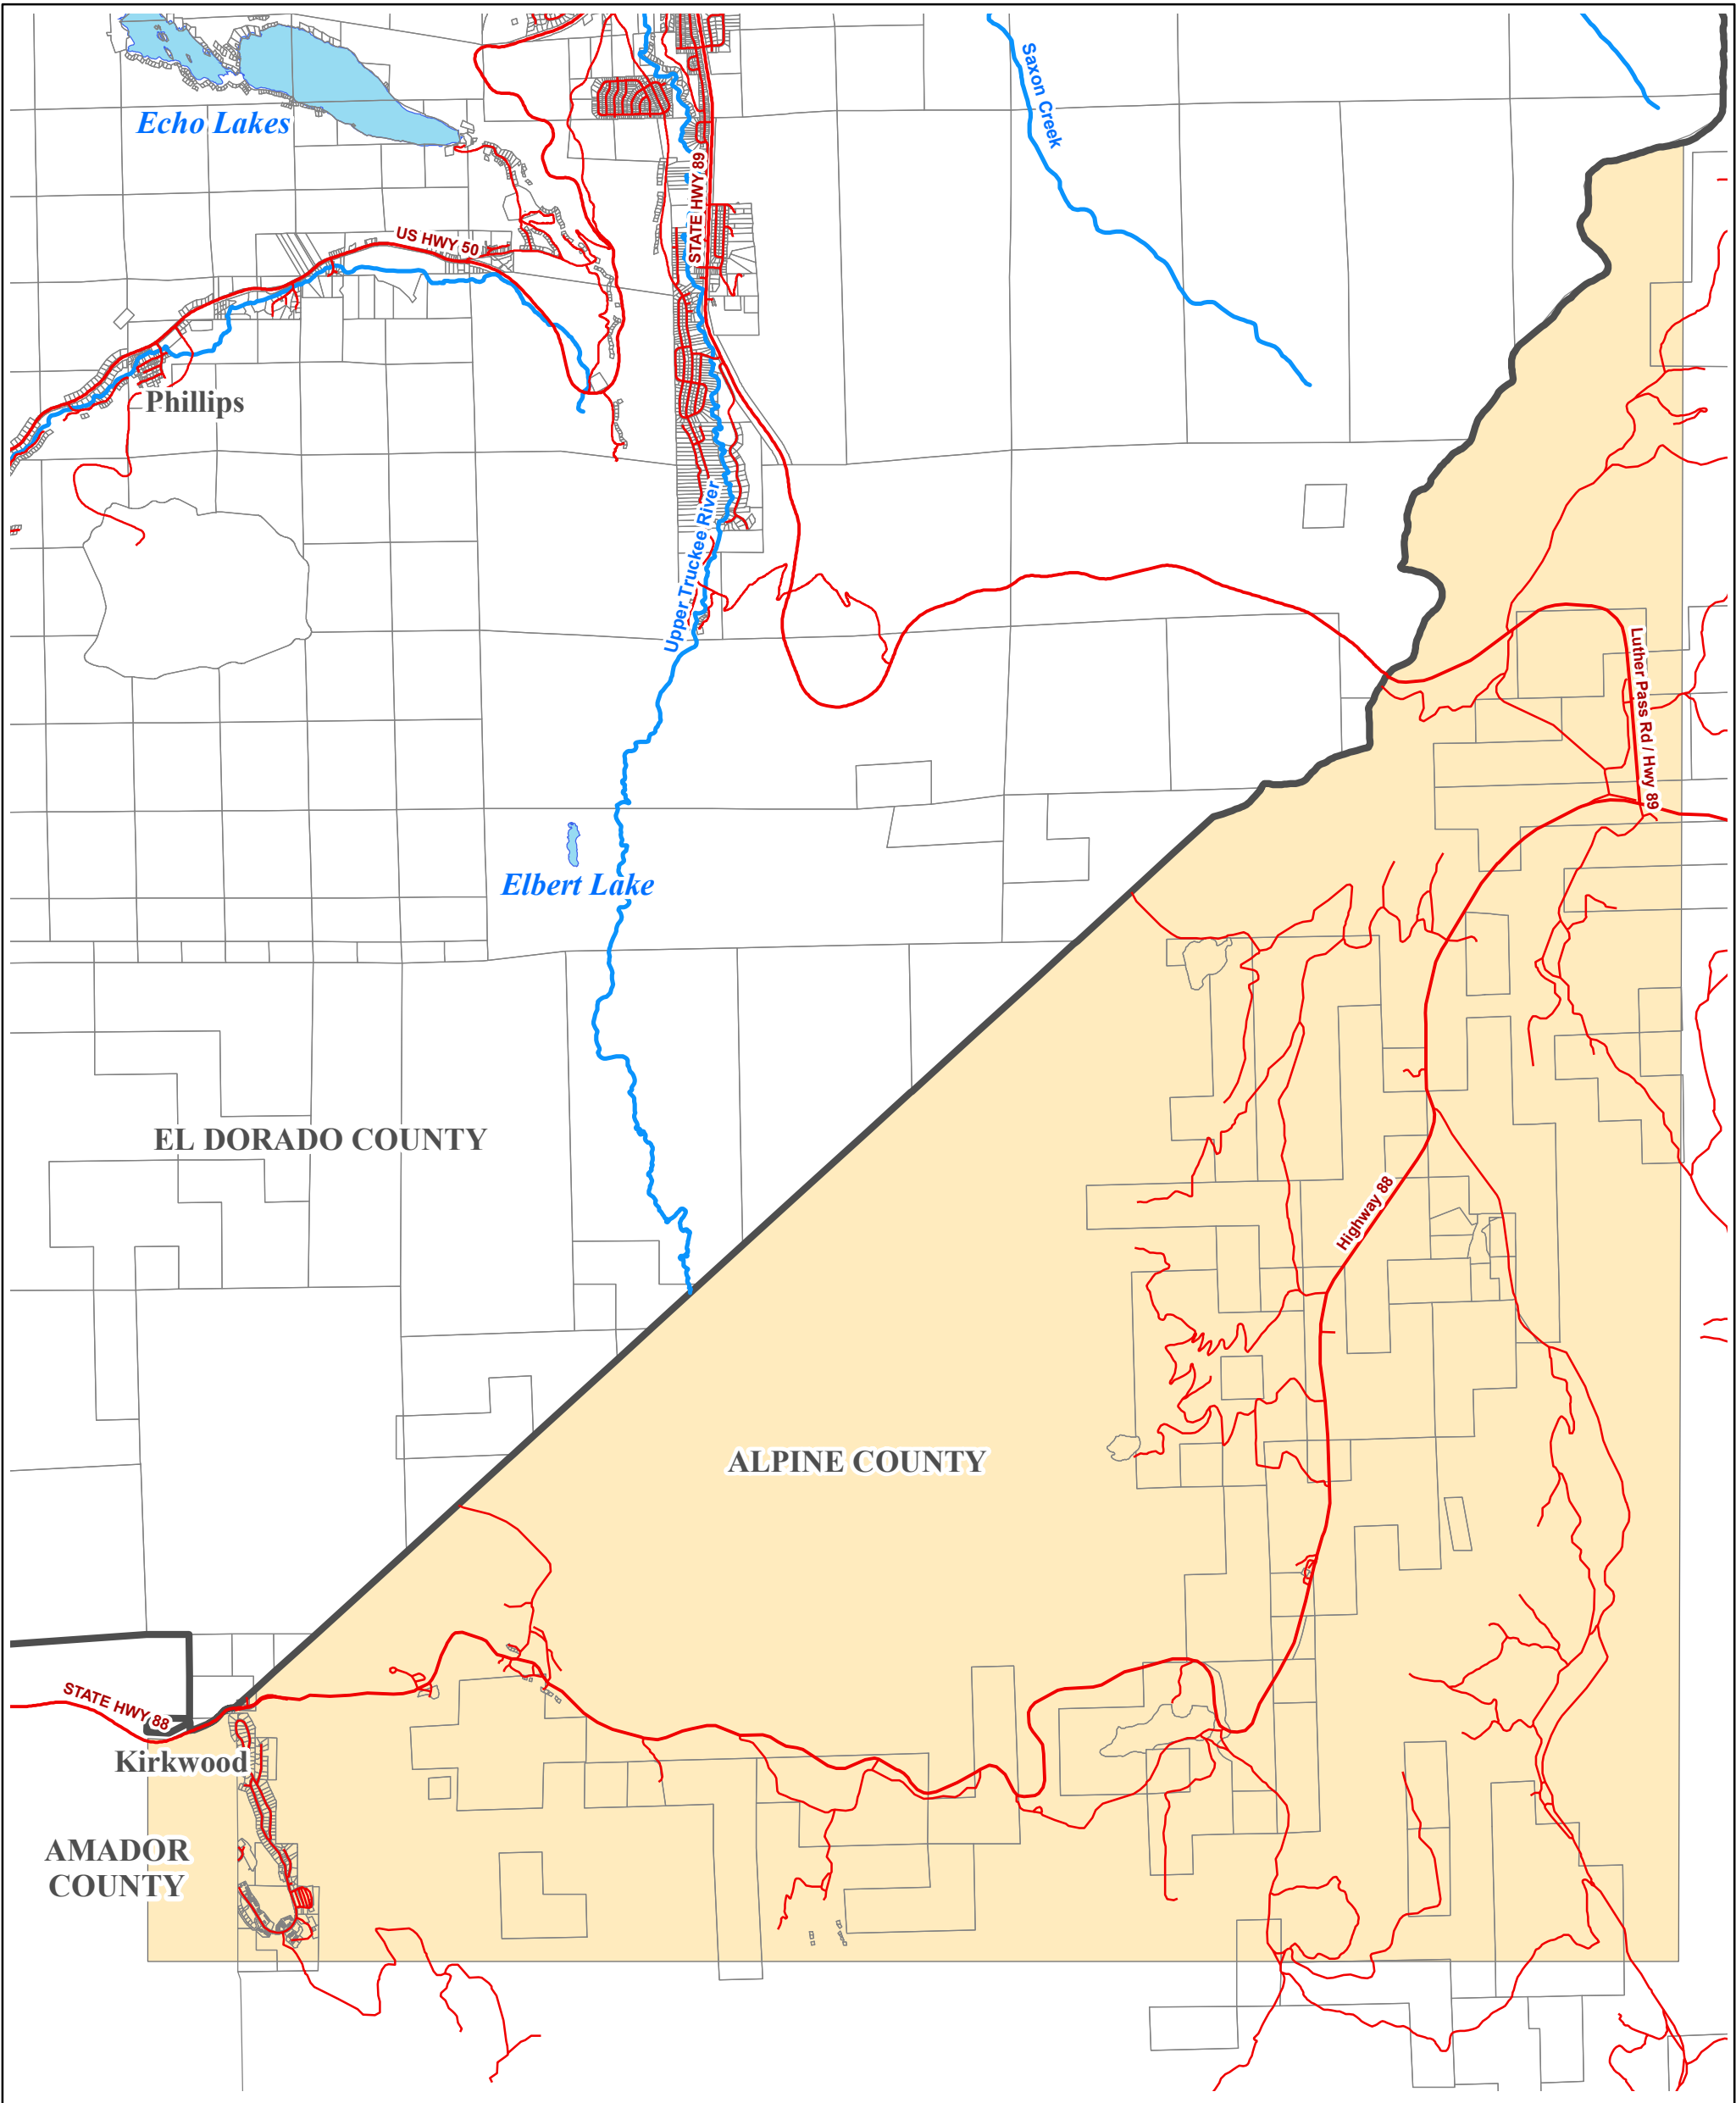 Saxon Creek
Echo Lakes
STATE HWY 89
US HWY 50
Phillips
Upper Truckee River
Luther Pass Rd / Hwy 89
Elbert Lake
EL DORADO COUNTY
Highway 88
ALPINE COUNTY
STATE HWY 88
Kirkwood
AMADOR
COUNTY